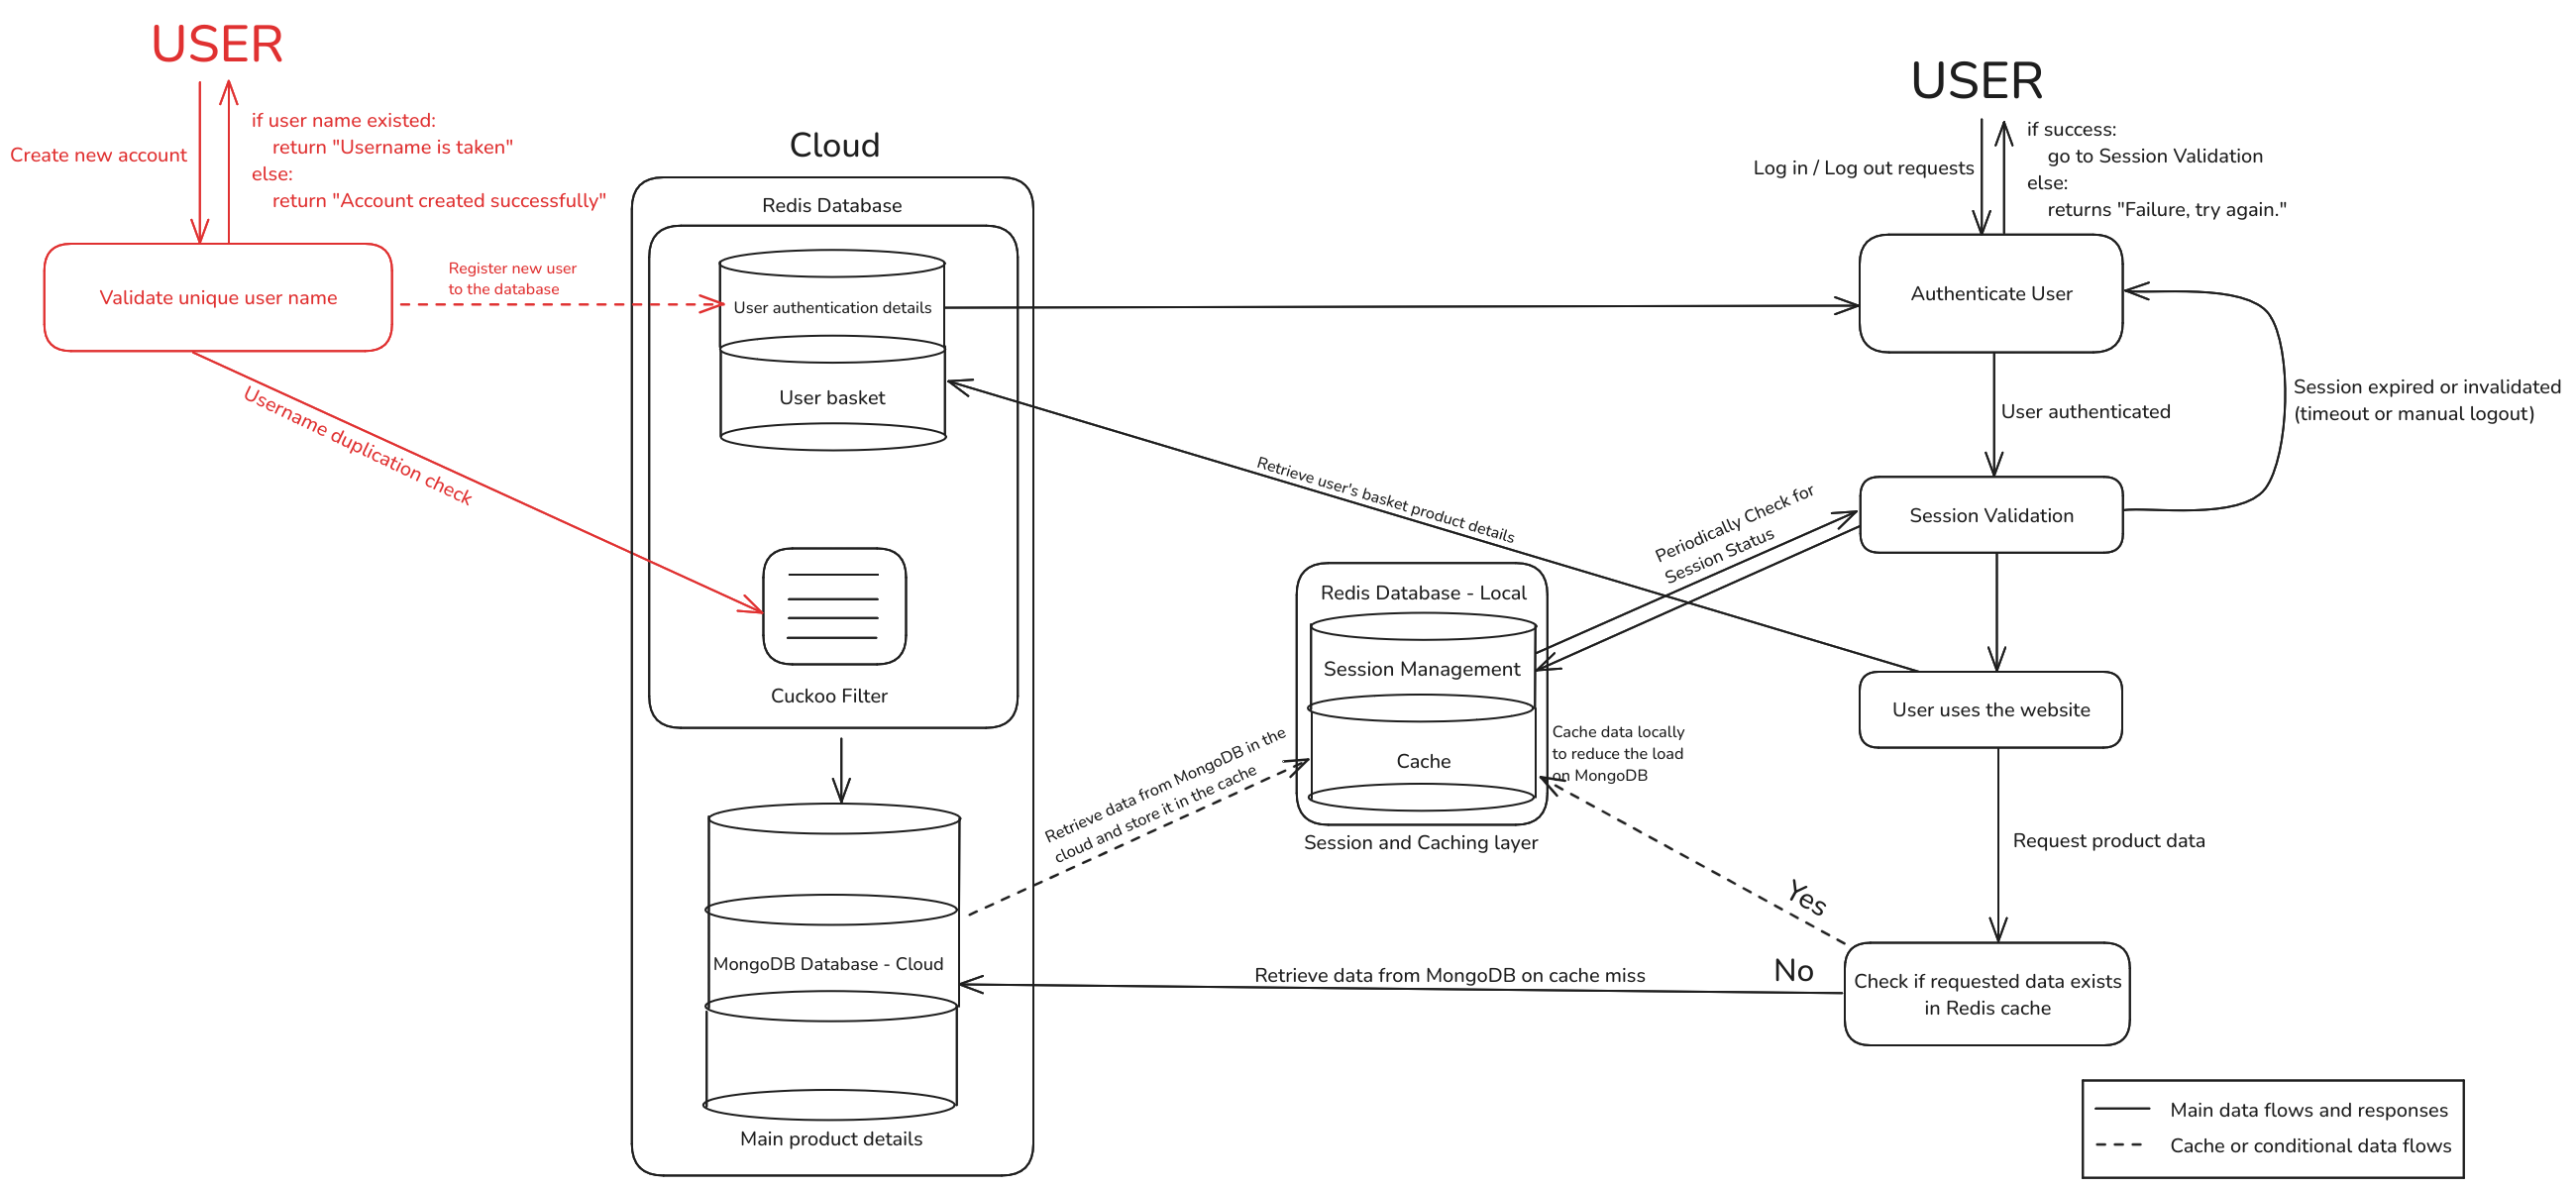 USER
Create new account
if user name existed:
return "Username is taken"
else:
return "Account created successfully"
Validate unique user name
Register new user
to the database
Username duplication check
Cloud
Redis Database
User authentication details
User basket
Cuckoo Filter
MongoDB Database - Cloud
Main product details
Retrieve data from MongoDB in the
cloud and store it in the cache
Retrieve user's basket product details
Redis Database - Local
Session Management
Cache
Session and Caching layer
Periodically Check for
Session Status
Cache data locally
to reduce the load
on MongoDB
Yes
No
Retrieve data from MongoDB on cache miss
USER
Log in / Log out requests
if success:
go to Session Validation
else:
returns "Failure, try again."
Authenticate User
User authenticated
Session expired or invalidated
(timeout or manual logout)
Session Validation
User uses the website
Request product data
Check if requested data exists
in Redis cache
Main data flows and responses
Cache or conditional data flows